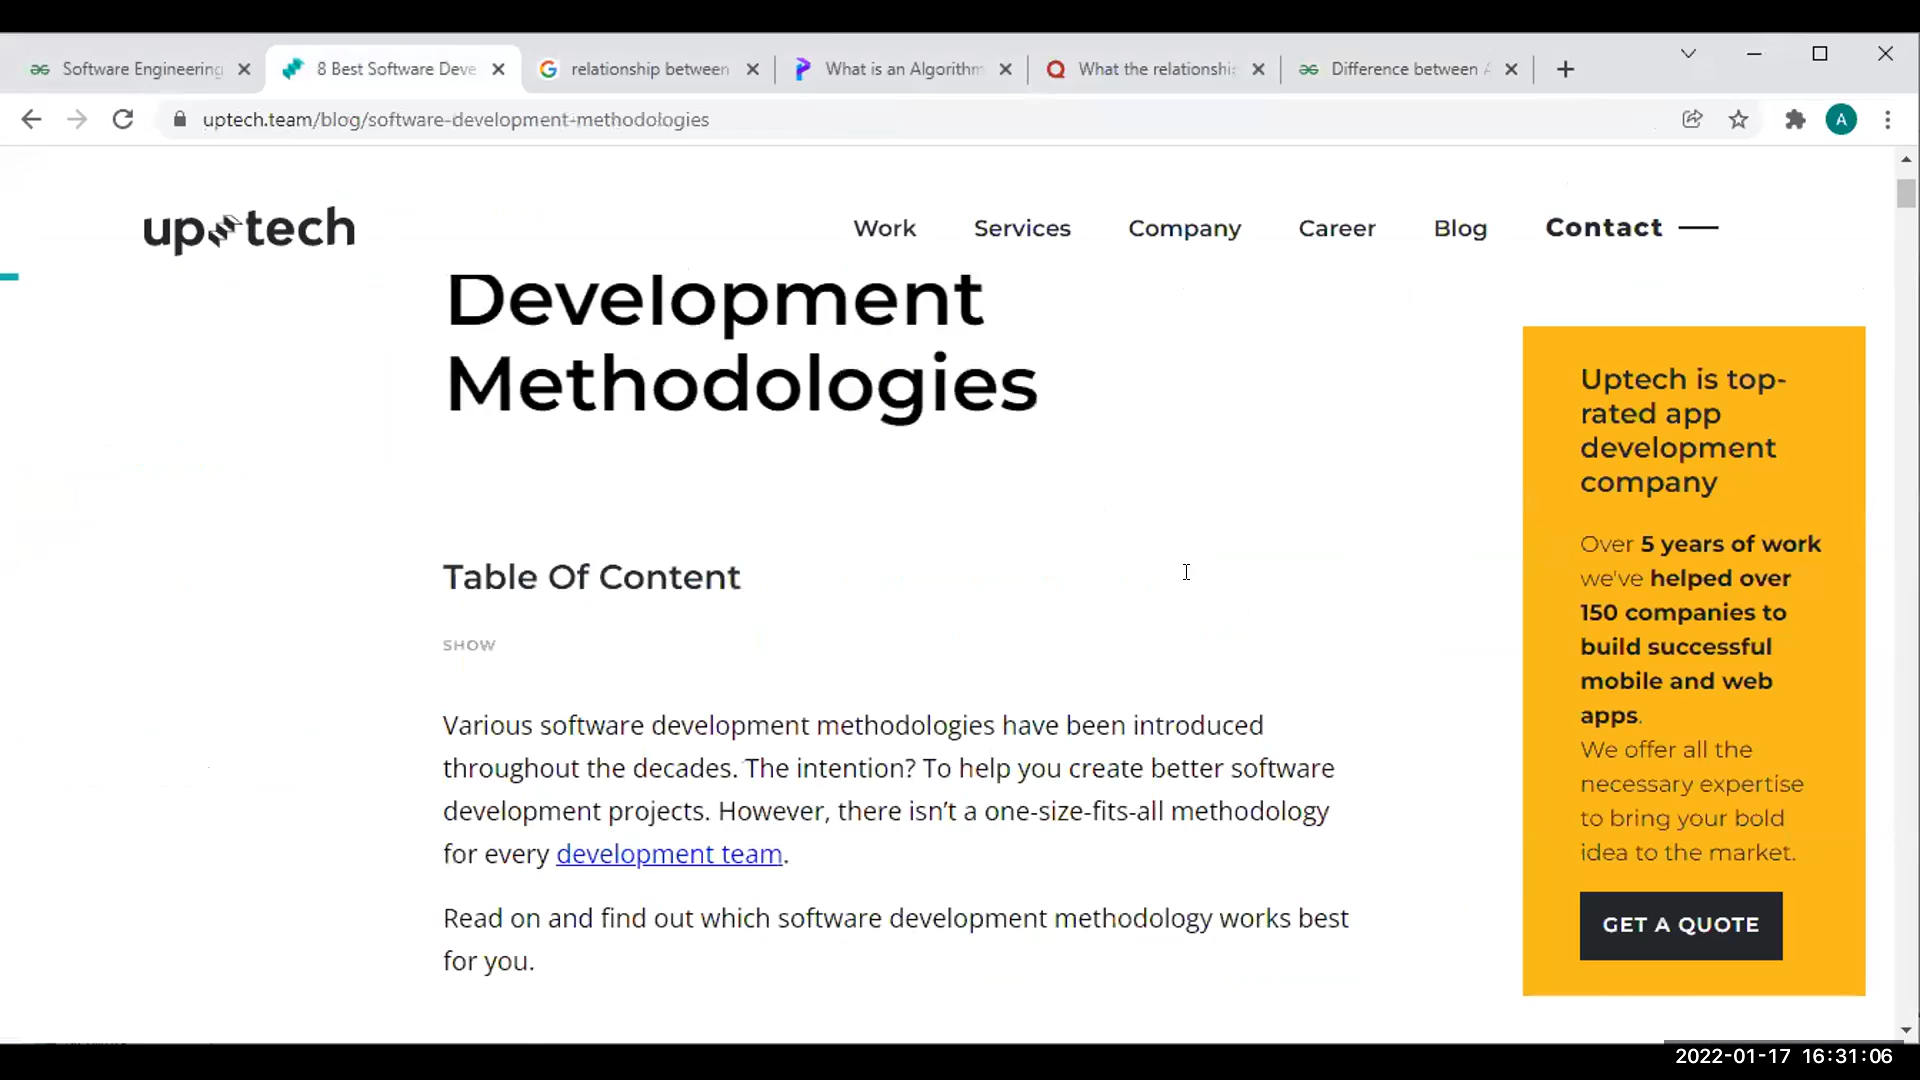 Software Engineering
8 Best Software Deve
relationship between
What is an Algorithm
What the relationshi
Difference between
uptech.team/blog/software-development-methodologies
A
uptech
Work
Services
Company
Career
Blog
Contact
Development
Methodologies
Table Of Content
SHOW
Various software development methodologies have been introduced
throughout the decades. The intention? To help you create better software
development projects. However, there isn’t a one-size-fits-all methodology
for every development team.
Read on and find out which software development methodology works best
for you.
Uptech is top-
rated app
development
company
Over 5 years of work
we've helped over
150 companies to
build successful
mobile and web
apps.
We offer all the
necessary expertise
to bring your bold
idea to the market.
GET A QUOTE
2022-01-17 16:31:06